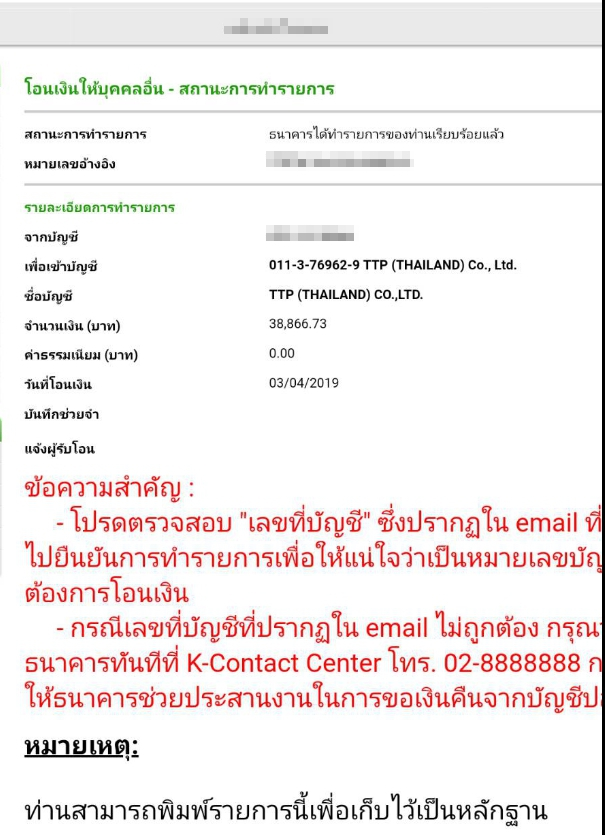 โอนเงินให้บุคคลอื่น - สถานะการทำรายการ
สถานะการทำรายการ ธนาคารได้ทำรายการของท่านเรียบร้อยแล้ว
หมายเลขอ้างอิง
รายละเอียดการทำรายการ
จากบัญชี
เพื่อเข้าบัญชี 011-3-76962-9 TTP (THAILAND) Co., Ltd.
ชื่อบัญชี TTP (THAILAND) CO.,LTD.
จำนวนเงิน (บาท) 38,866.73
ค่าธรรมเนียม (บาท) 0.00
วันที่โอนเงิน 03/04/2019
บันทึกช่วยจำ
แจ้งผู้รับโอน
ข้อความสำคัญ :
- โปรดตรวจสอบ "เลขที่บัญชี" ซึ่งปรากฏใน email ที่
ไปยืนยันการทำรายการเพื่อให้แน่ใจว่าเป็นหมายเลขบัญ
ต้องการโอนเงิน
- กรณีเลขที่บัญชีที่ปรากฏใน email ไม่ถูกต้อง กรุณา
ธนาคารทันทีที่ K-Contact Center โทร. 02-8888888 ก
ให้ธนาคารช่วยประสานงานในการขอเงินคืนจากบัญชีป
หมายเหตุ:
ท่านสามารถพิมพ์รายการนี้เพื่อเก็บไว้เป็นหลักฐาน